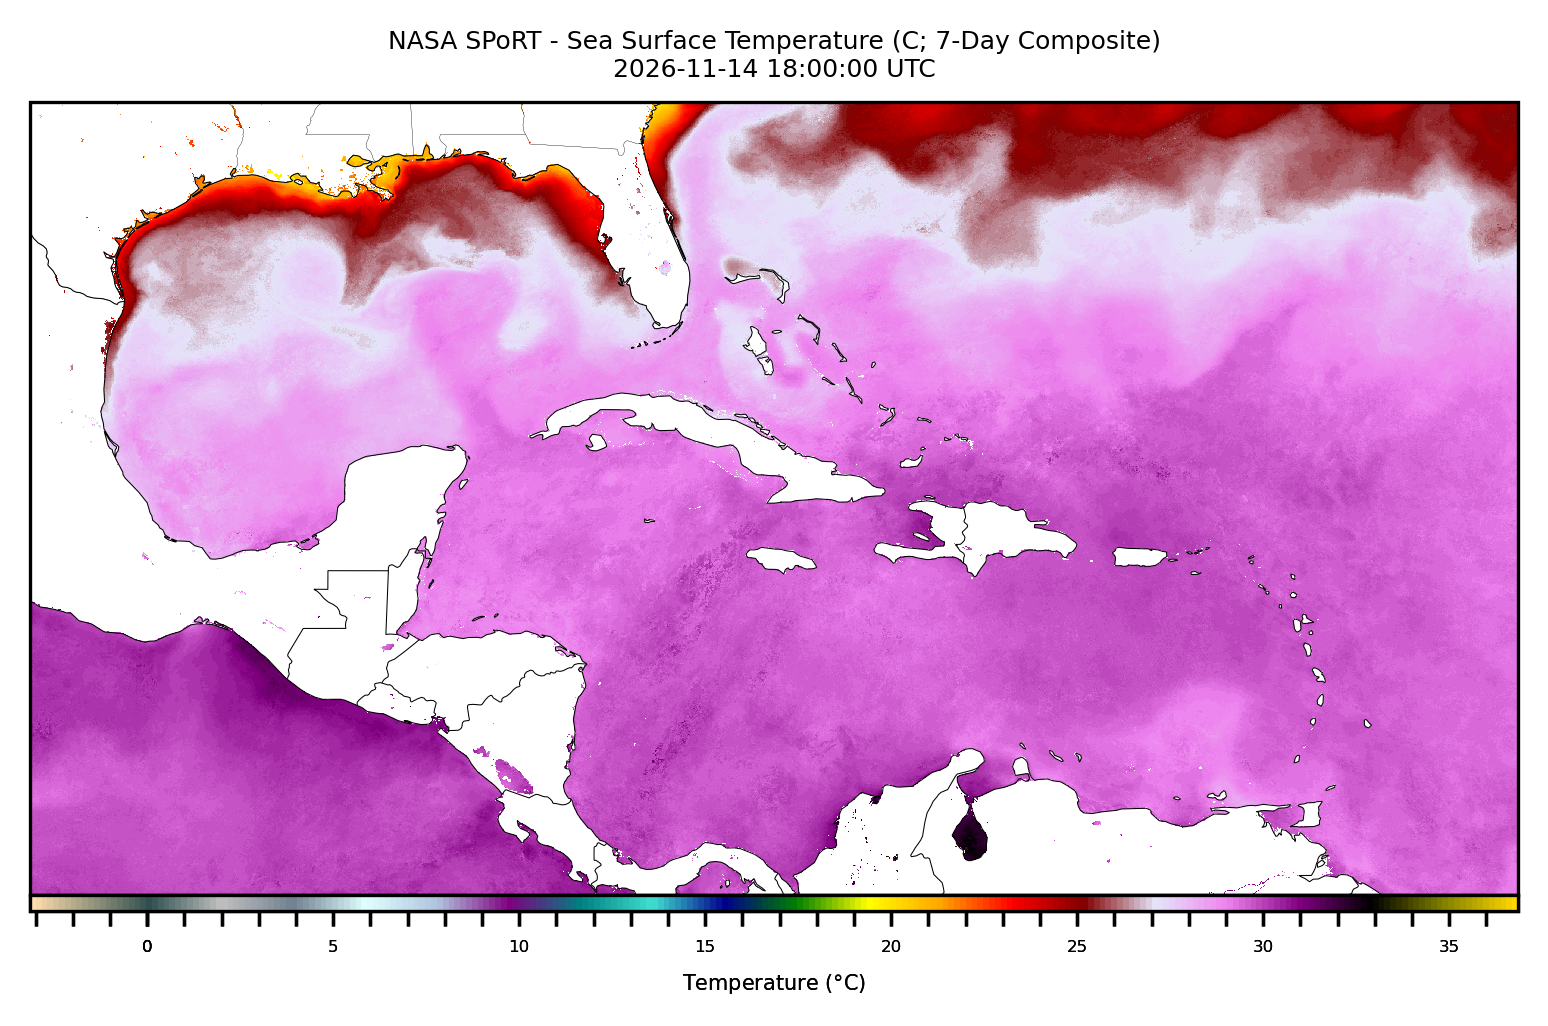 NASA SPoRT - Sea Surface Temperature (C; 7-Day Composite)
2026-11-14 18:00:00 UTC
0 5 10 15 20 25 30 35
Temperature (°C)